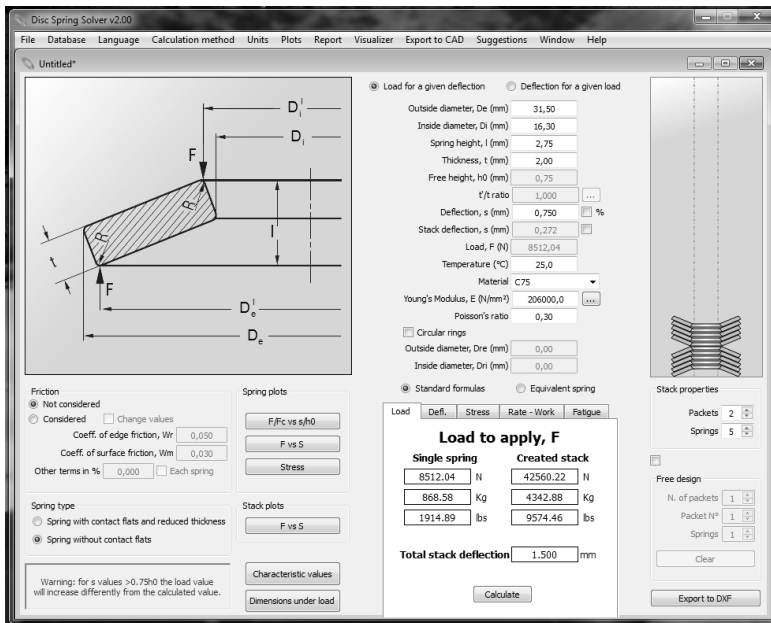 Disc Spring Solver v2.00
File Database Language Calculation method Units Plots Report Visualizer Export to CAD Suggestions Window Help
Untitled*
D i I
D i
F
R
R
t
l
F
D e I
D e
Load for a given deflection Deflection for a given load
Outside diameter, De (mm) 31,50
Inside diameter, Di (mm) 16,30
Spring height, l (mm) 2,75
Thickness, t (mm) 2,00
Free height, h0 (mm) 0,75
t'/t ratio 1,000 ...
Deflection, s (mm) 0,750 %
Stack deflection, s (mm) 0,272
Load, F (N) 8512,04
Temperature (ºC) 25,0
Material C75
Young's Modulus, E (N/mm²) 206000,0 ...
Poisson's ratio 0,30
Circular rings
Outside diameter, Dre (mm) 0,00
Inside diameter, Dri (mm) 0,00
Standard formulas Equivalent spring
Friction
Not considered
Considered Change values
Coeff. of edge friction, Wr 0,050
Coeff. of surface friction, Wm 0,030
Other terms in % 0,000 Each spring
Spring type
Spring with contact flats and reduced thickness
Spring without contact flats
Warning: for s values >0.75h0 the load value
will increase differently from the calculated value.
Spring plots
F/Fc vs s/h0
F vs S
Stress
Stack plots
F vs S
Characteristic values
Dimensions under load
Load Defl. Stress Rate - Work Fatigue
Load to apply, F
Single spring Created stack
8512.04 N 42560.22 N
868.58 Kg 4342.88 Kg
1914.89 lbs 9574.46 lbs
Total stack deflection 1.500 mm
Calculate
Stack properties
Packets 2
Springs 5
Free design
N. of packets 1
Packet Nº 1
Springs 1
Clear
Export to DXF